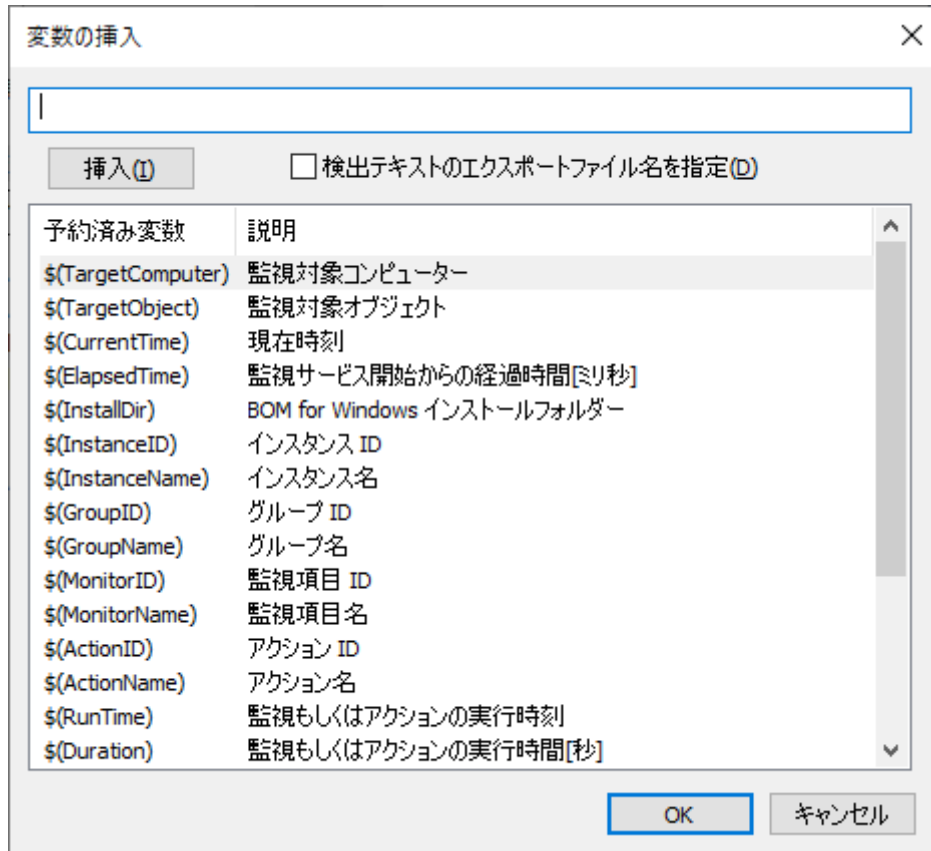 変数の挿入
挿入(I)
検出テキストのエクスポートファイル名を指定(D)
予約済み変数 説明
$(TargetComputer) 監視対象コンピューター
$(TargetObject) 監視対象オブジェクト
$(CurrentTime) 現在時刻
$(ElapsedTime) 監視サービス開始からの経過時間[ミリ秒]
$(InstallDir) BOM for Windows インストールフォルダー
$(InstanceID) インスタンス ID
$(InstanceName) インスタンス名
$(GroupID) グループ ID
$(GroupName) グループ名
$(MonitorID) 監視項目 ID
$(MonitorName) 監視項目名
$(ActionID) アクション ID
$(ActionName) アクション名
$(RunTime) 監視もしくはアクションの実行時刻
$(Duration) 監視もしくはアクションの実行時間[秒]
OK キャンセル